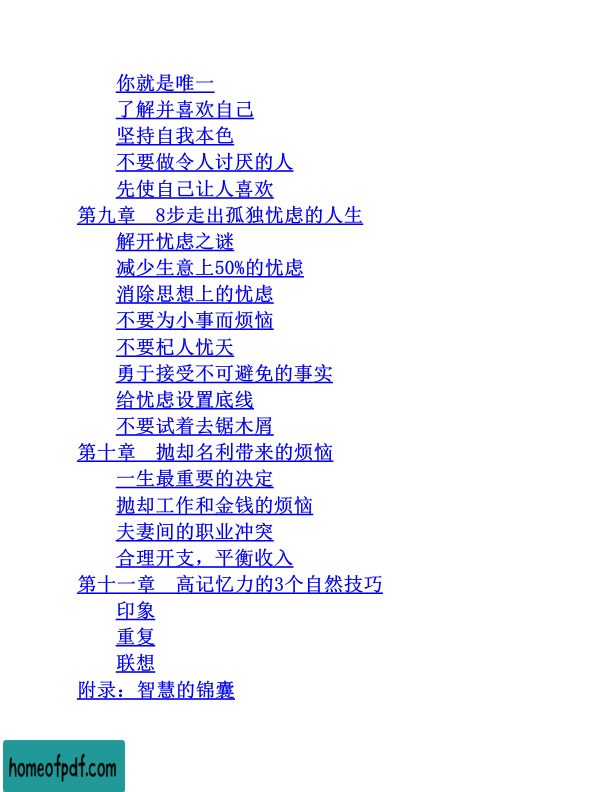 你就是唯一
了解并喜欢自己
坚持自我本色
不要做令人讨厌的人
先使自己让人喜欢
第九章　8步走出孤独忧虑的人生
解开忧虑之谜
减少生意上50%的忧虑
消除思想上的忧虑
不要为小事而烦恼
不要杞人忧天
勇于接受不可避免的事实
给忧虑设置底线
不要试着去锯木屑
第十章　抛却名利带来的烦恼
一生最重要的决定
抛却工作和金钱的烦恼
夫妻间的职业冲突
合理开支，平衡收入
第十一章　高记忆力的3个自然技巧
印象
重复
联想
附录：智慧的锦囊
homeofpdf.com